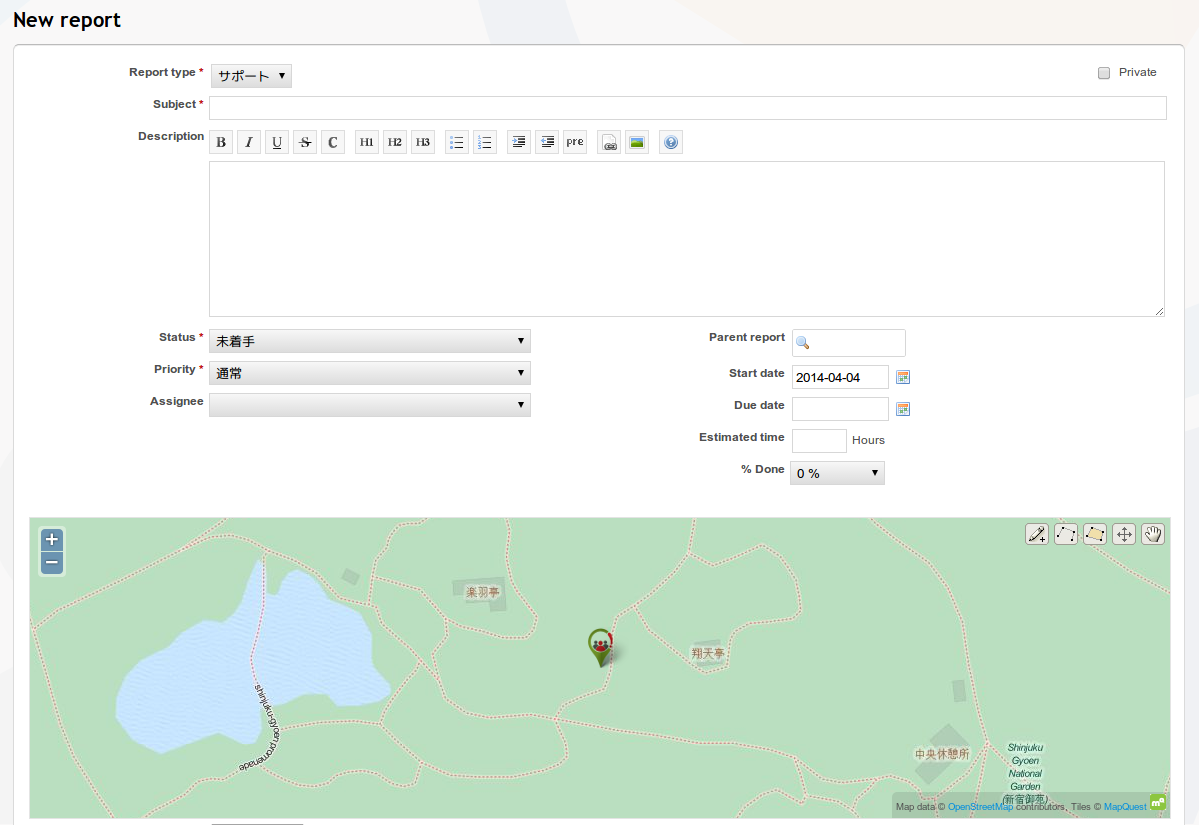 New report
Report type * サポート
Private
Subject *
Description B I U S C H1 H2 H3 pre
Status * 未着手
Priority * 通常
Assignee
Parent report
Start date 2014-04-04
Due date
Estimated time Hours
% Done 0 %
+
−
楽羽亭
翔天亭
shinjuku-gyoen promenade
中央休憩所
Shinjuku
Gyoen
National
Garden
(新宿御苑)
Map data © OpenStreetMap contributors, Tiles © MapQuest